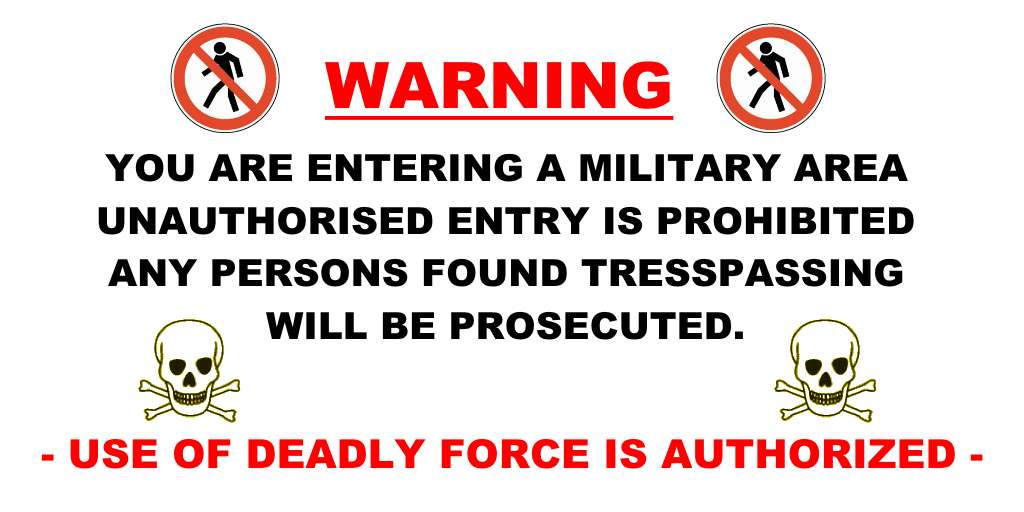 WARNING
YOU ARE ENTERING A MILITARY AREA
UNAUTHORISED ENTRY IS PROHIBITED
ANY PERSONS FOUND TRESSPASSING
WILL BE PROSECUTED.
- USE OF DEADLY FORCE IS AUTHORIZED -